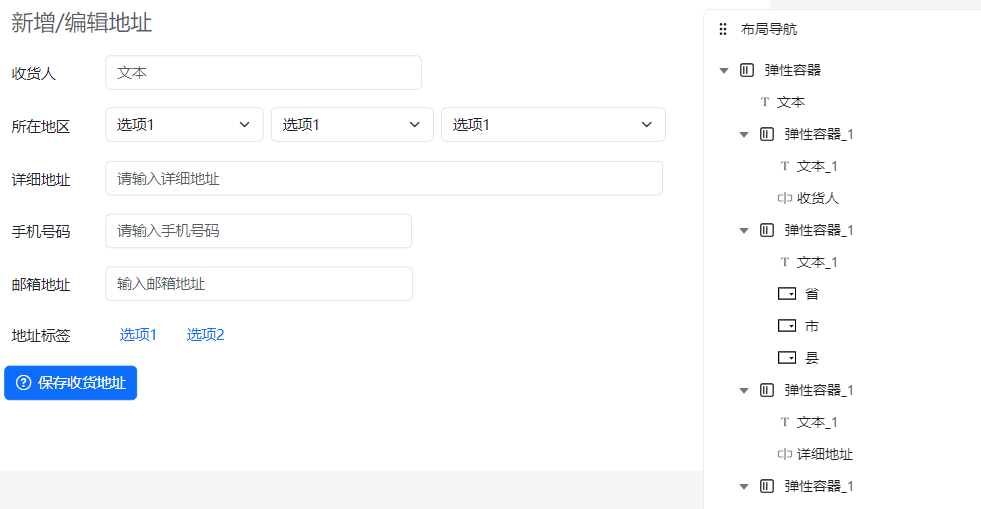 新增/编辑地址
收货人 文本
所在地区 选项1 选项1 选项1
详细地址 请输入详细地址
手机号码 请输入手机号码
邮箱地址 输入邮箱地址
地址标签 选项1 选项2
保存收货地址
布局导航
弹性容器
T 文本
弹性容器_1
T 文本_1
收货人
弹性容器_1
T 文本_1
省
市
县
弹性容器_1
T 文本_1
详细地址
弹性容器_1